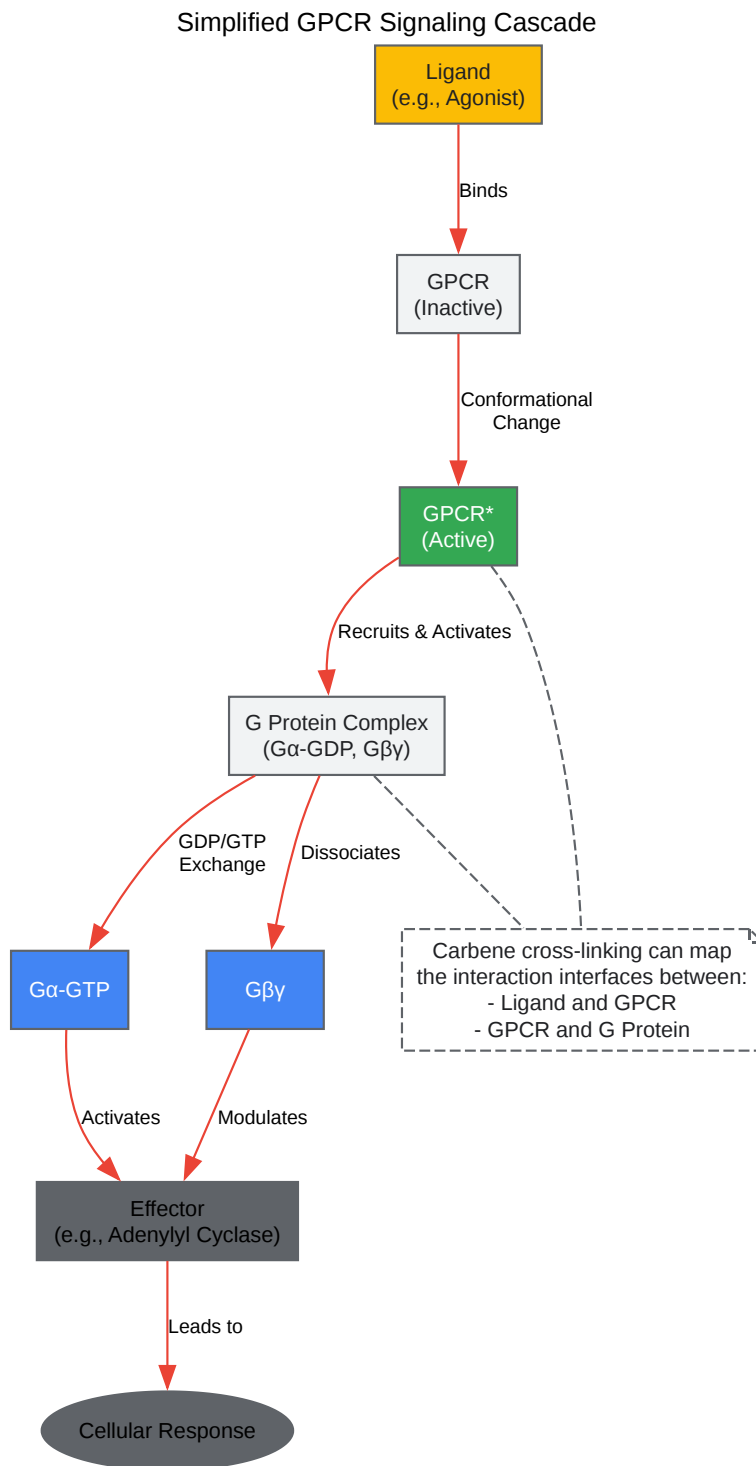 Simplified GPCR Signaling Cascade
Ligand
(e.g., Agonist)
Binds
GPCR
(Inactive)
Conformational
Change
GPCR*
(Active)
Recruits & Activates
G Protein Complex
(Gα-GDP, Gβγ)
GDP/GTP
Exchange
Dissociates
Carbene cross-linking can map
the interaction interfaces between:
- Ligand and GPCR
- GPCR and G Protein
Gα-GTP
Gβγ
Activates
Modulates
Effector
(e.g., Adenylyl Cyclase)
Leads to
Cellular Response